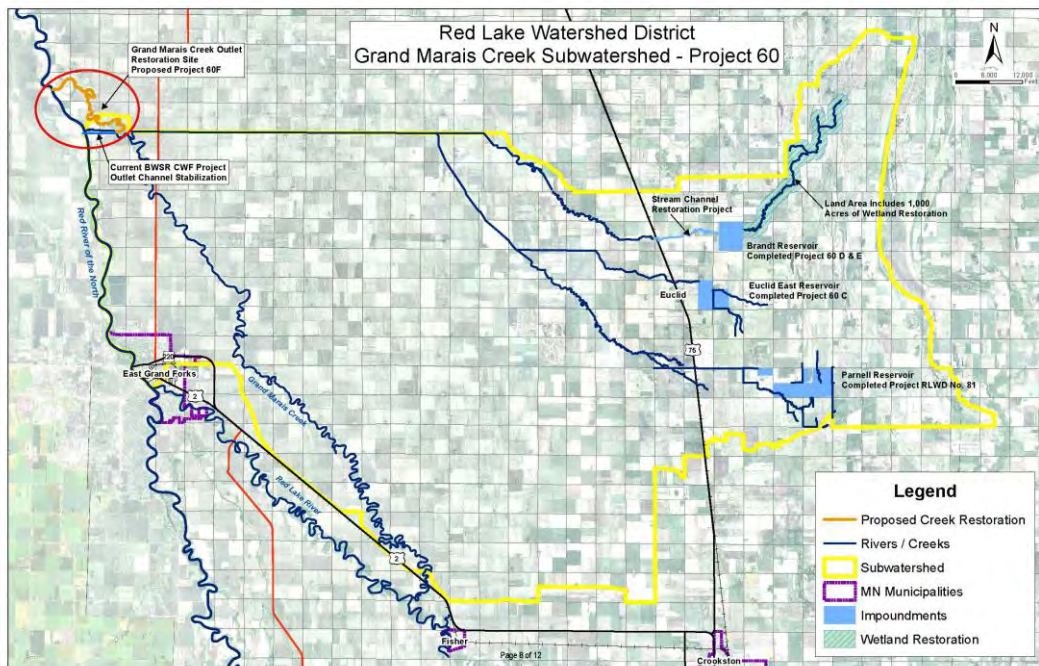 Red Lake Watershed District
Grand Marais Creek Subwatershed - Project 60
N
0 6,000 12,000
Feet
Grand Marais Creek Outlet
Restoration Site
Proposed Project 60F
Current BWSR CWF Project
Outlet Channel Stabilization
Stream Channel
Restoration Project
Land Area Includes 1,000
Acres of Wetland Restoration
Brandt Reservoir
Completed Project 60 D & E
Red River of the North
Euclid
Euclid East Reservoir
Completed Project 60 C
75
220
East Grand Forks
2
Grand Marais Creek
Parnell Reservoir
Completed Project RLWD No. 81
Red Lake River
2
Fisher
Crookston
Page 8 of 12
Legend
Proposed Creek Restoration
Rivers / Creeks
Subwatershed
MN Municipalities
Impoundments
Wetland Restoration